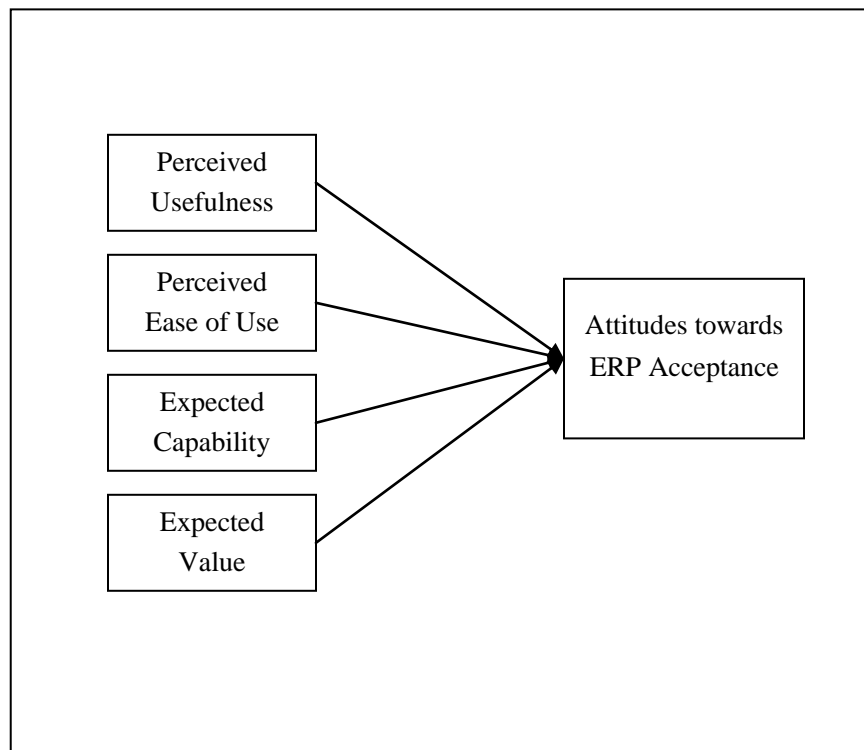 Perceived
Usefulness
Perceived
Ease of Use
Expected
Capability
Expected
Value
Attitudes towards
ERP Acceptance